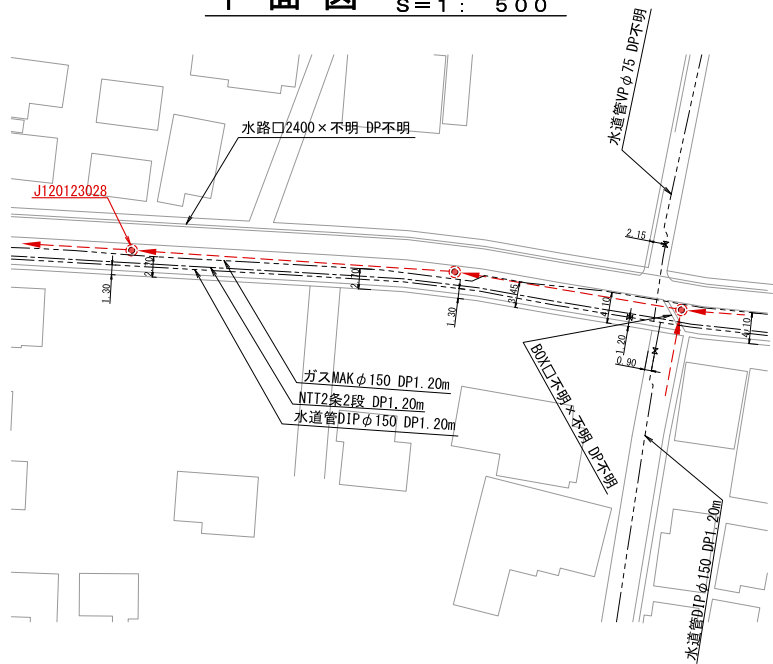 平面図 S=1: 500
水道管VPφ75 DP不明
水路□2400×不明 DP不明
J120123028
2.15
1.30
2.70
2.70
1.30
3.45
4.10
1.20
0.90
4.10
ガスMAKφ150 DP1.20m
NTT2条2段 DP1.20m
水道管DIPφ150 DP1.20m
BOX□不明×不明 DP不明
水道管DIPφ150 DP1.20m